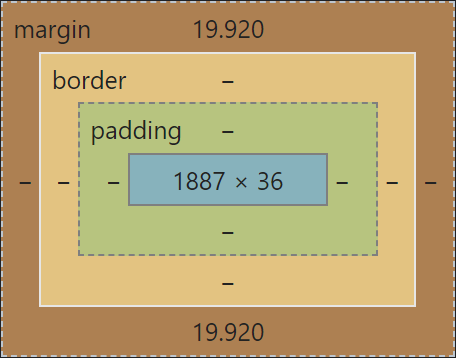 margin 19.920
border –
padding –
– – – 1887 × 36 – – –
–
–
19.920